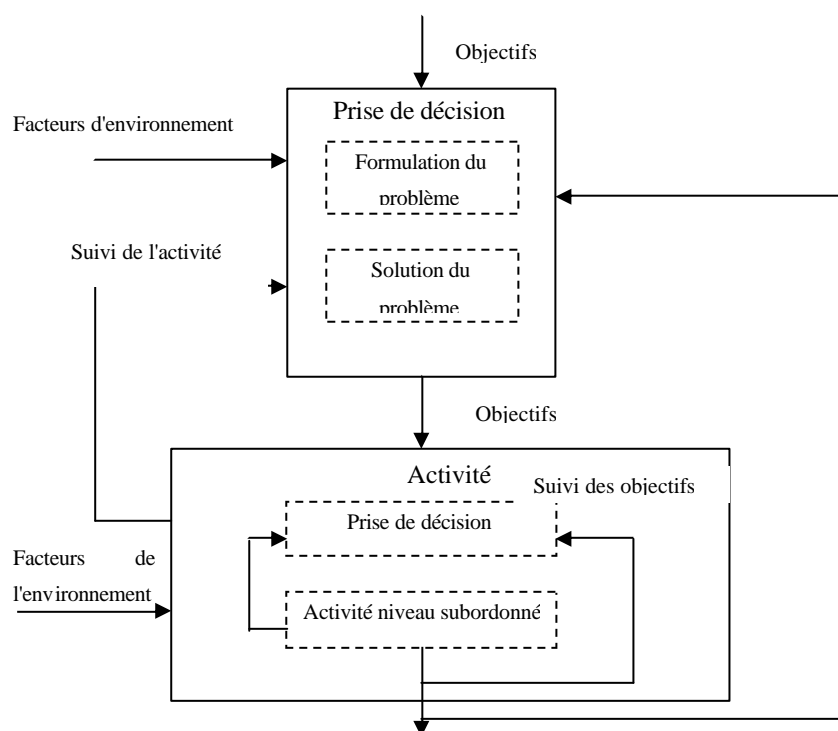 Objectifs
Prise de décision
Facteurs d'environnement
Formulation du
problème
Suivi de l'activité
Solution du
problème
Objectifs
Activité
Suivi des objectifs
Prise de décision
Facteurs de
l'environnement
Activité niveau subordonné